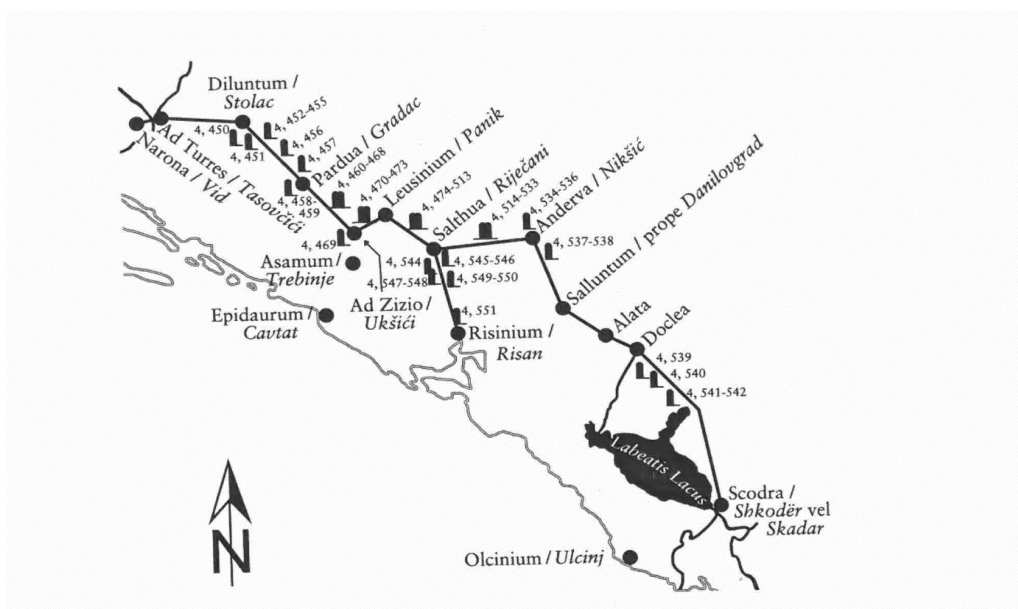 Diluntum /
Stolac
4, 450
4, 451
4, 452-455
4, 456
4, 457
Narona / Vid
Ad Turres / Tasovčići
Pardua / Gradac
4, 458-
459
4, 460-468
4, 469
4, 470-473
Leusinium / Panik
4, 474-513
Salthua / Riječani
4, 514-533
4, 534-536
Anderva / Nikšić
4, 537-538
Salluntum / prope Danilovgrad
Asamum /
Trebinje
Ad Zizio /
Ukšići
4, 544
4, 545-546
4, 547-548
4, 549-550
4, 551
Epidaurum /
Cavtat
Risinium /
Risan
Alata
Doclea
4, 539
4, 540
4, 541-542
Labeatis Lacus
Scodra /
Shkodër vel
Skadar
Olcinium / Ulcinj
N